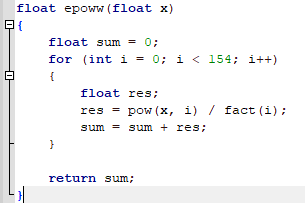 float epoww(float x)
{
    float sum = 0;
    for (int i = 0; i < 154; i++)
    {
        float res;
        res = pow(x, i) / fact(i);
        sum = sum + res;
    }
    return sum;
}